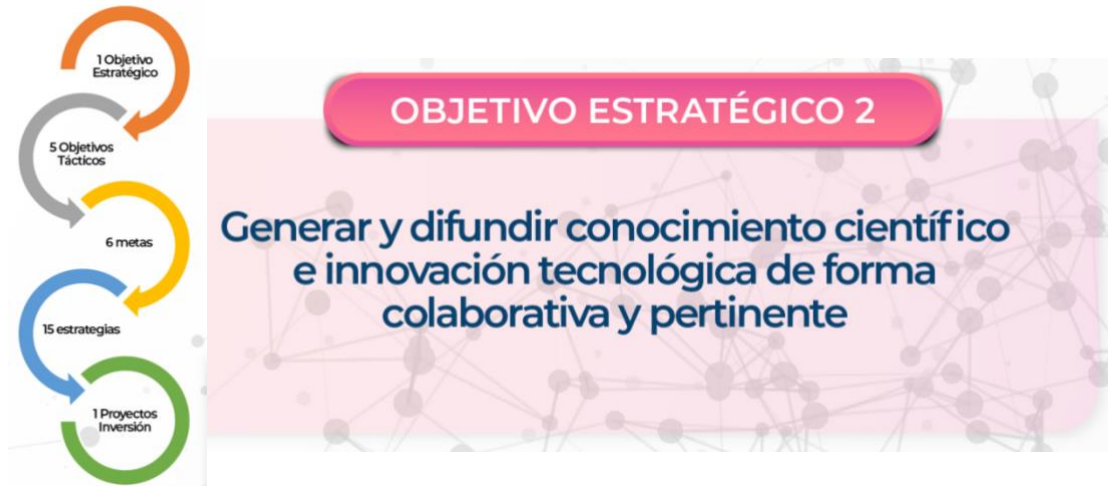 1 Objetivo
Estratégico
5 Objetivos
Tácticos
6 metas
15 estrategias
1 Proyectos
Inversión
OBJETIVO ESTRATÉGICO 2
Generar y difundir conocimiento científico
e innovación tecnológica de forma
colaborativa y pertinente